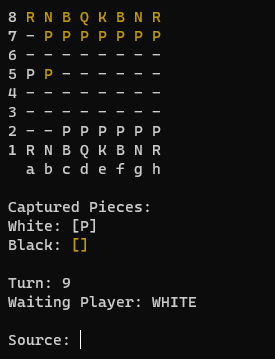 8 R N B Q K B N R
7 - P P P P P P P
6 - - - - - - - -
5 P P - - - - - -
4 - - - - - - - -
3 - - - - - - - -
2 - - P P P P P P
1 R N B Q K B N R
a b c d e f g h
Captured Pieces:
White: [P]
Black: []
Turn: 9
Waiting Player: WHITE
Source: